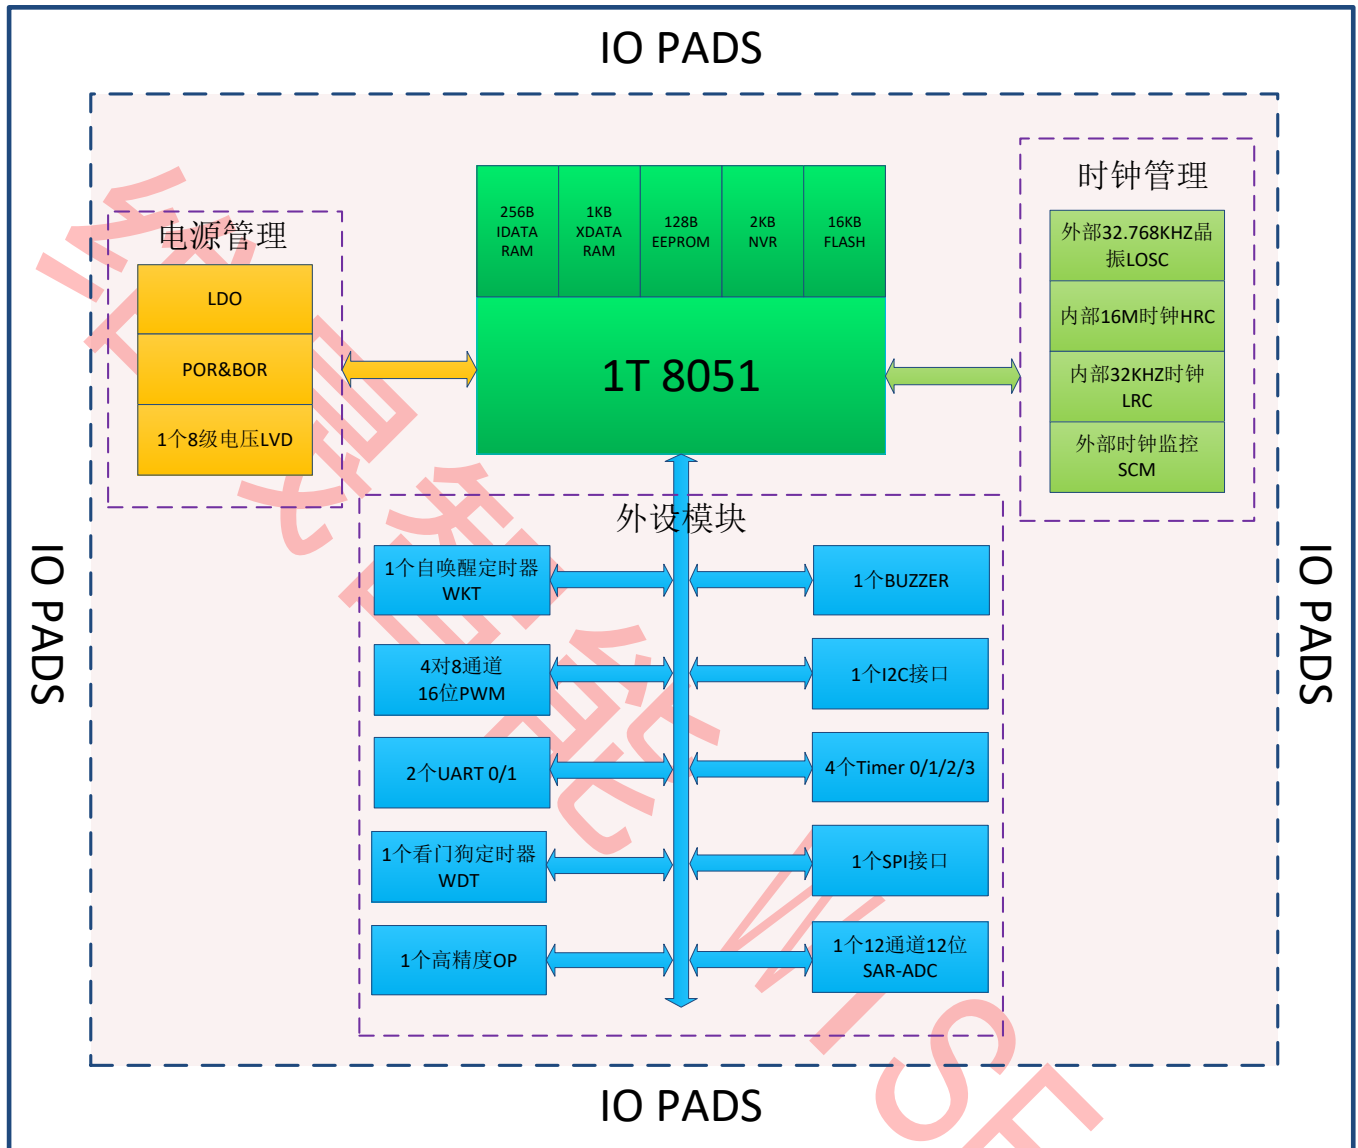 IO PADS
时钟管理
外部32.768KHZ晶
振LOSC
内部16M时钟HRC
内部32KHZ时钟
LRC
外部时钟监控
SCM
256B
IDATA
RAM
1KB
XDATA
RAM
128B
EEPROM
2KB
NVR
16KB
FLASH
1T 8051
电源管理
LDO
POR&BOR
1个8级电压LVD
IO PADS
IO PADS
外设模块
1个自唤醒定时器
WKT
1个BUZZER
4对8通道
16位PWM
1个I2C接口
2个UART 0/1
4个Timer 0/1/2/3
1个看门狗定时器
WDT
1个SPI接口
1个高精度OP
1个12通道12位
SAR-ADC
IO PADS
智能 WISE